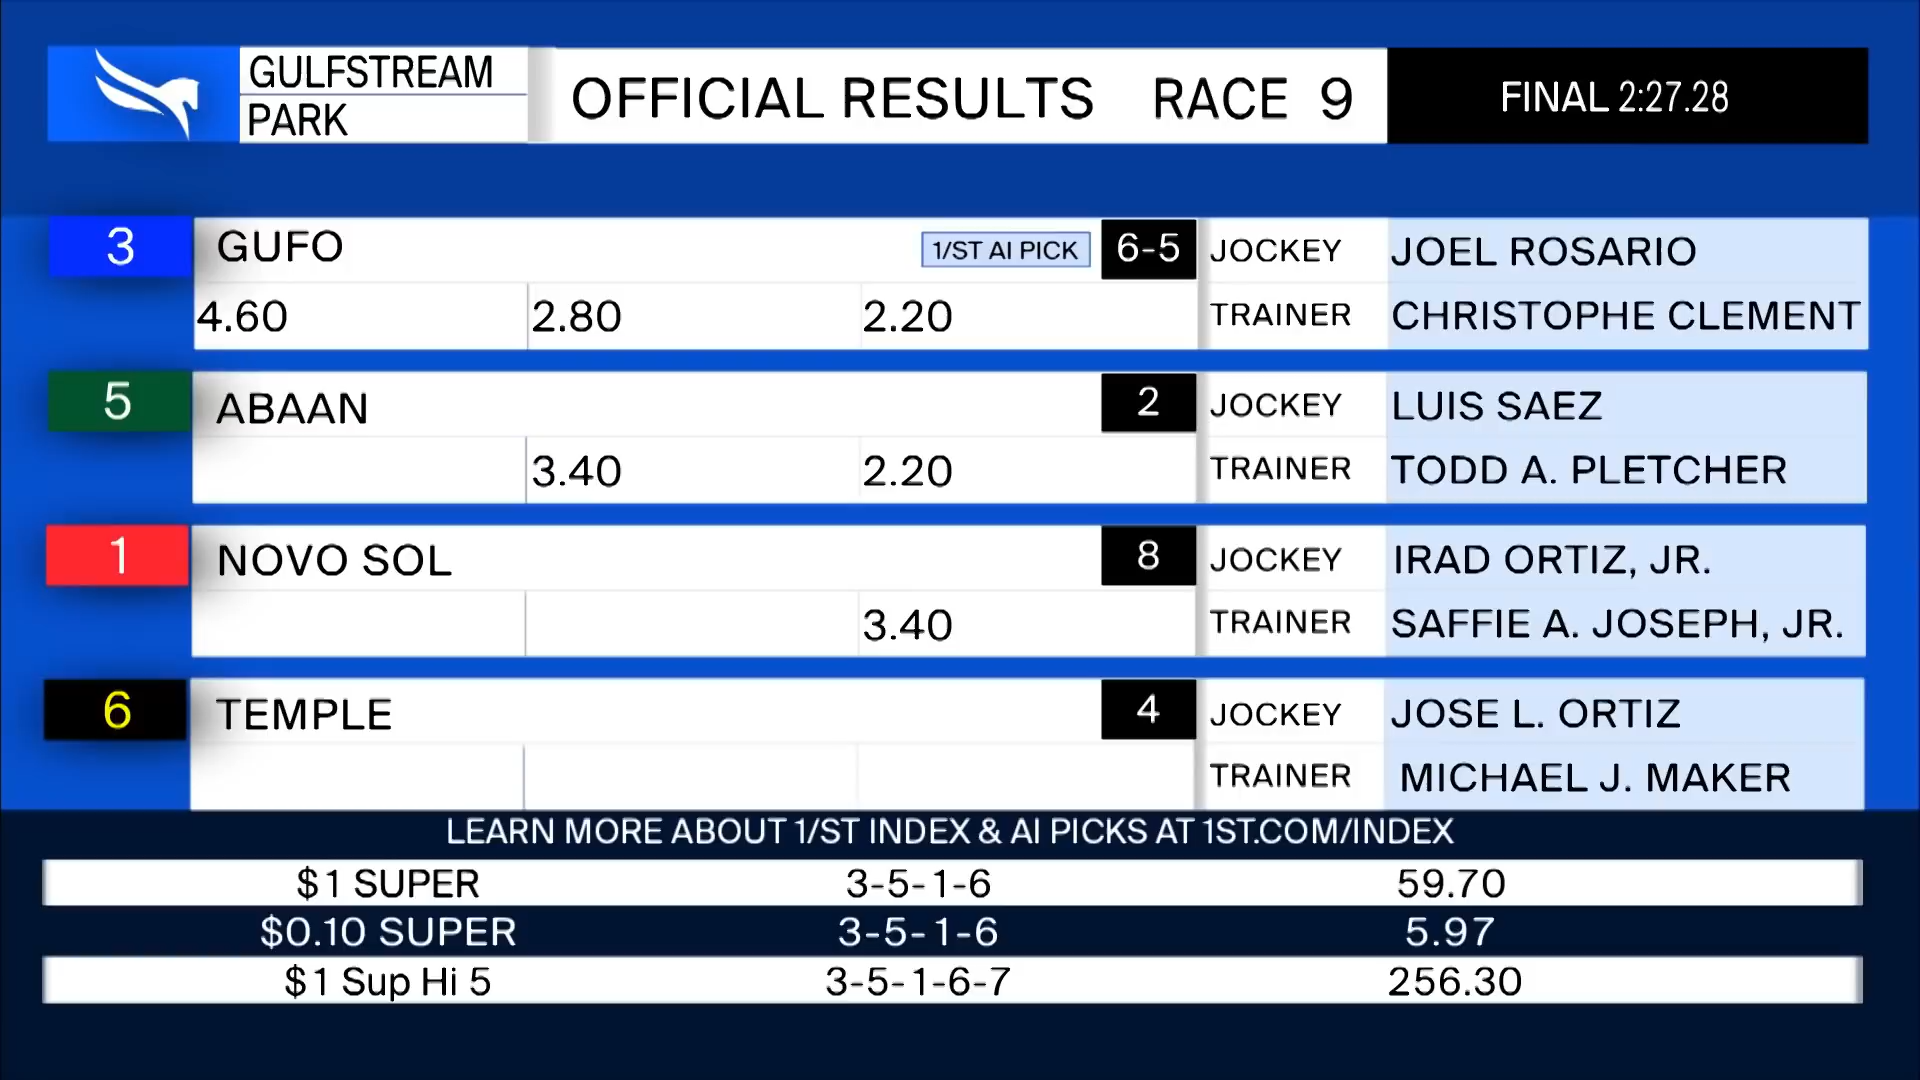 GULFSTREAM
PARK
OFFICIAL RESULTS RACE 9
FINAL 2:27.28
3 GUFO 1/ST AI PICK 6-5 JOCKEY JOEL ROSARIO
4.60 2.80 2.20 TRAINER CHRISTOPHE CLEMENT
5 ABAAN 2 JOCKEY LUIS SAEZ
3.40 2.20 TRAINER TODD A. PLETCHER
1 NOVO SOL 8 JOCKEY IRAD ORTIZ, JR.
3.40 TRAINER SAFFIE A. JOSEPH, JR.
6 TEMPLE 4 JOCKEY JOSE L. ORTIZ
TRAINER MICHAEL J. MAKER
LEARN MORE ABOUT 1/ST INDEX & AI PICKS AT 1ST.COM/INDEX
$1 SUPER 3-5-1-6 59.70
$0.10 SUPER 3-5-1-6 5.97
$1 Sup Hi 5 3-5-1-6-7 256.30